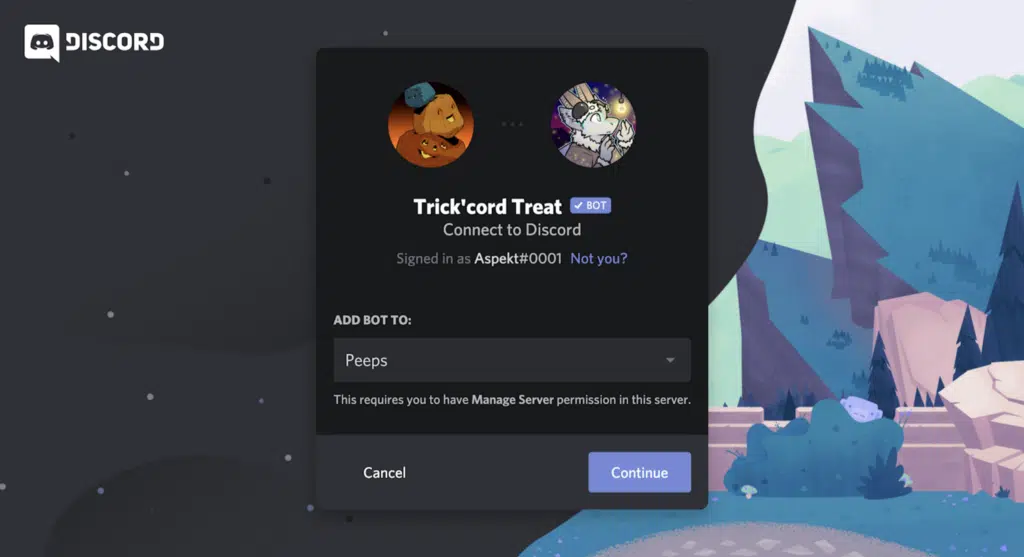 DISCORD
Trick'cord Treat BOT
Connect to Discord
Signed in as Aspekt#0001 Not you?
ADD BOT TO:
Peeps
This requires you to have Manage Server permission in this server.
Cancel
Continue